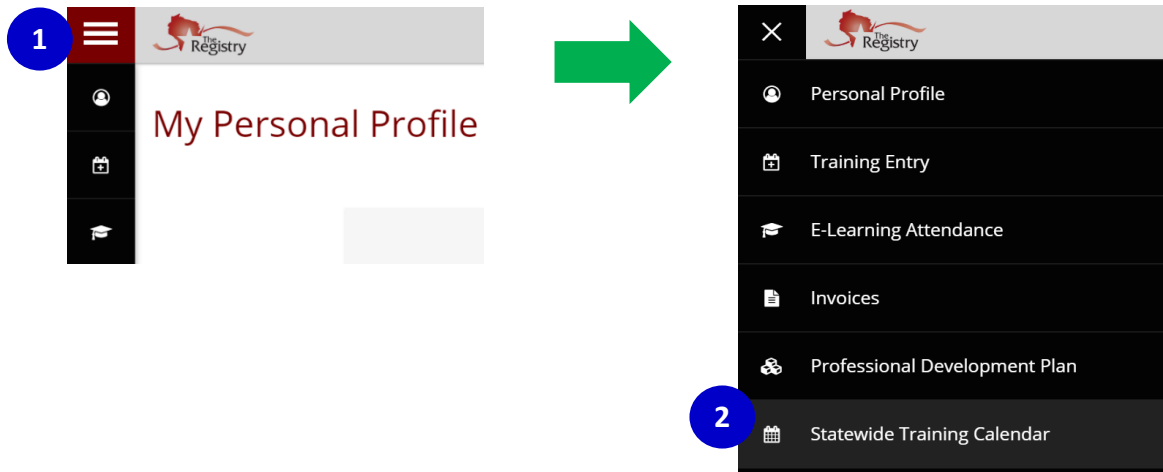 1
The
Registry
My Personal Profile
The
Registry
Personal Profile
Training Entry
E-Learning Attendance
Invoices
Professional Development Plan
2
Statewide Training Calendar